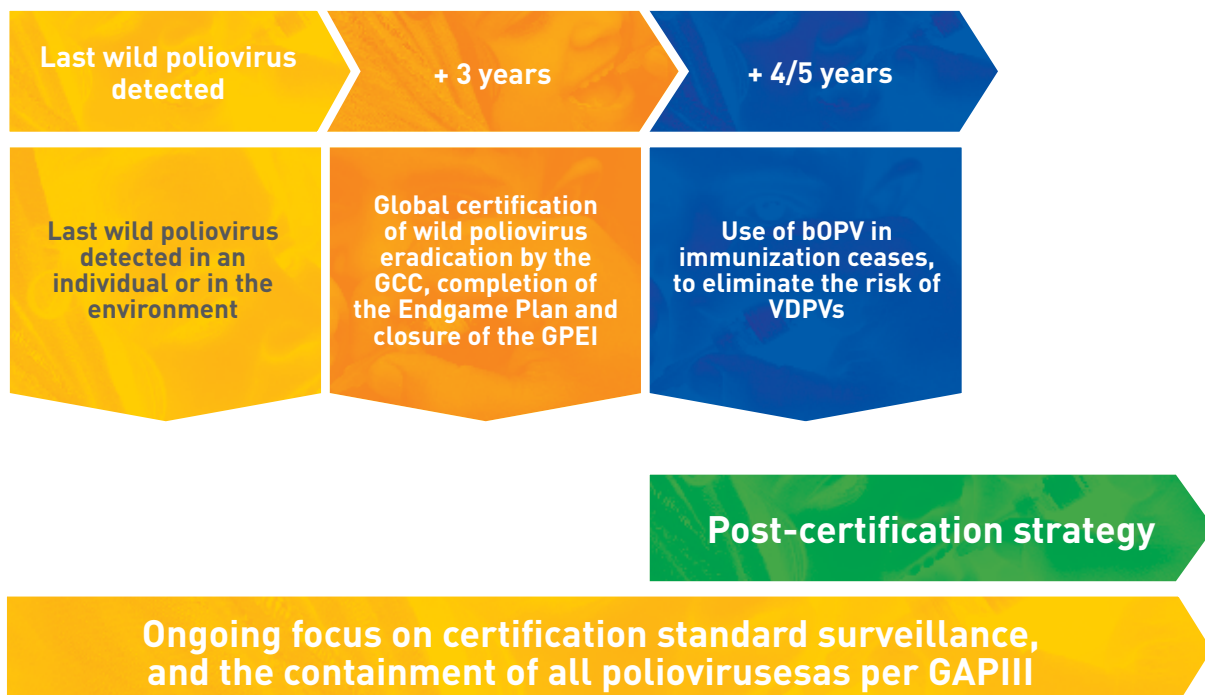 Last wild poliovirus
detected
+ 3 years
+ 4/5 years
Last wild poliovirus
detected in an
individual or in the
environment
Global certification
of wild poliovirus
eradication by the
GCC, completion of
the Endgame Plan and
closure of the GPEI
Use of bOPV in
immunization ceases,
to eliminate the risk of
VDPVs
Post-certification strategy
Ongoing focus on certification standard surveillance,
and the containment of all poliovirusesas per GAPIII